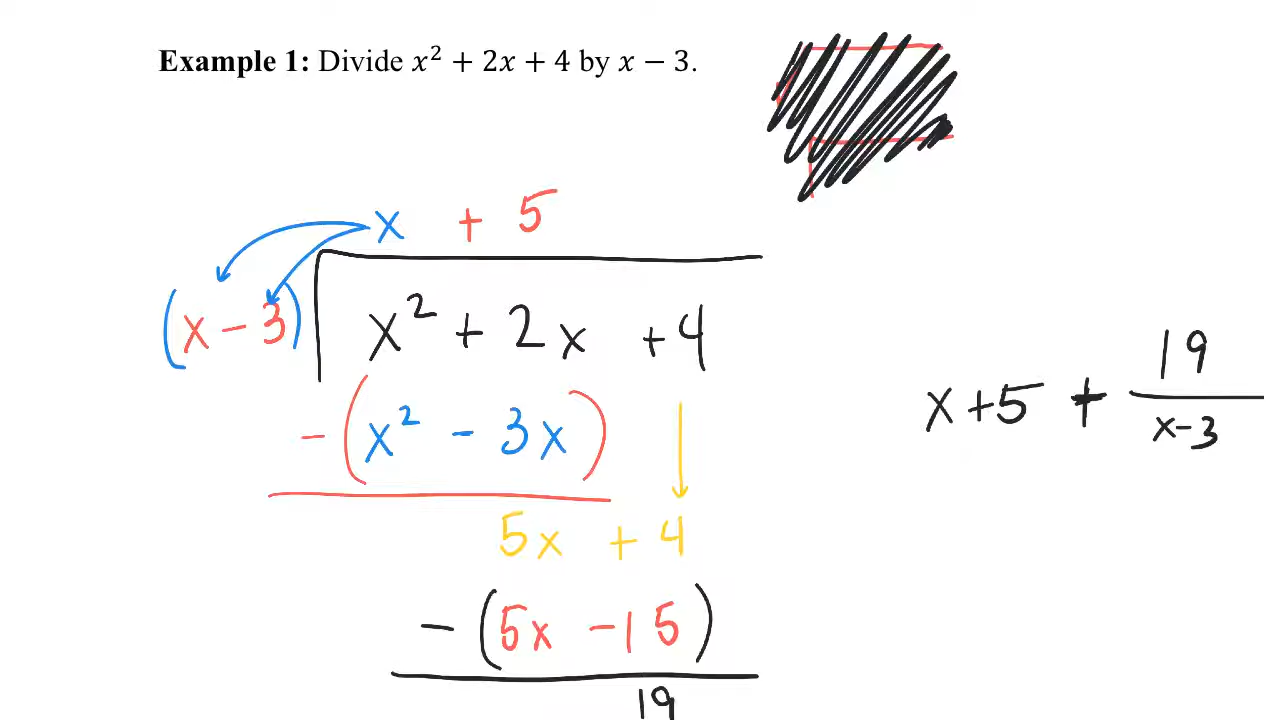 Example 1: Divide x² + 2x + 4 by x − 3.
x + 5
(x − 3) x² + 2x + 4
− (x² − 3x)
5x + 4
− (5x − 15)
19
x + 5 + 19
x − 3